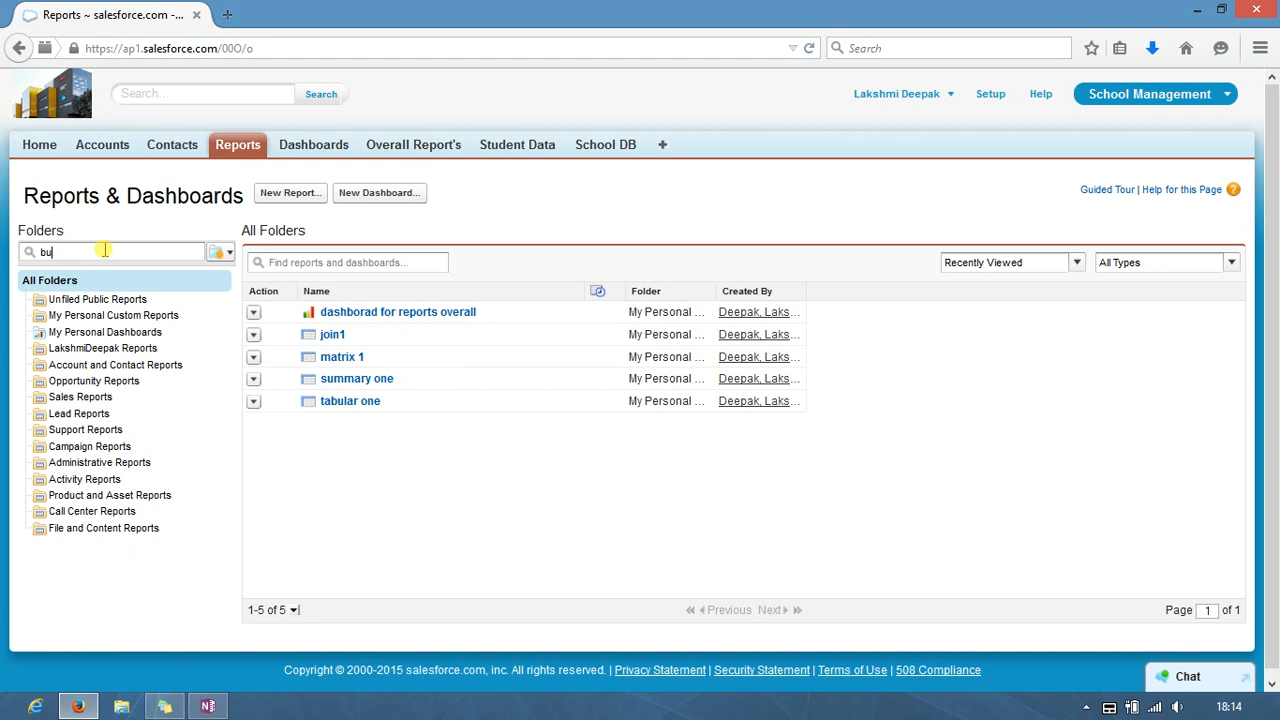 Reports ~ salesforce.com -...
https://ap1.salesforce.com/00O/o
Search
Search...
Search
Lakshmi Deepak
Setup
Help
School Management
Home
Accounts
Contacts
Reports
Dashboards
Overall Report's
Student Data
School DB
Reports & Dashboards
New Report...
New Dashboard...
Guided Tour | Help for this Page
Folders
bu
All Folders
Unfiled Public Reports
My Personal Custom Reports
My Personal Dashboards
LakshmiDeepak Reports
Account and Contact Reports
Opportunity Reports
Sales Reports
Lead Reports
Support Reports
Campaign Reports
Administrative Reports
Activity Reports
Product and Asset Reports
Call Center Reports
File and Content Reports
All Folders
Find reports and dashboards...
Recently Viewed
All Types
Action Name Folder Created By
dashborad for reports overall My Personal ... Deepak, Laks...
join1 My Personal ... Deepak, Laks...
matrix 1 My Personal ... Deepak, Laks...
summary one My Personal ... Deepak, Laks...
tabular one My Personal ... Deepak, Laks...
1-5 of 5
Previous Next
Page 1 of 1
Copyright © 2000-2015 salesforce.com, inc. All rights reserved. | Privacy Statement | Security Statement | Terms of Use | 508 Compliance
Chat
18:14